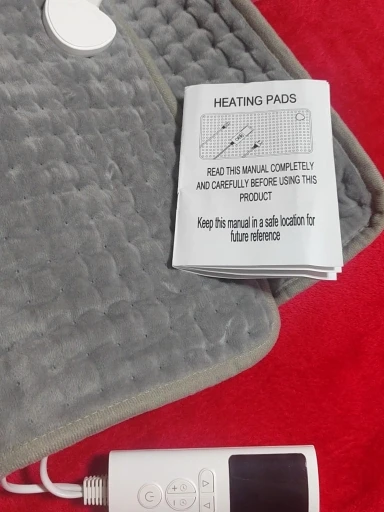 HEATING PADS
READ THIS MANUAL COMPLETELY
AND CAREFULLY BEFORE USING THIS
PRODUCT
Keep this manual in a safe location for
future reference